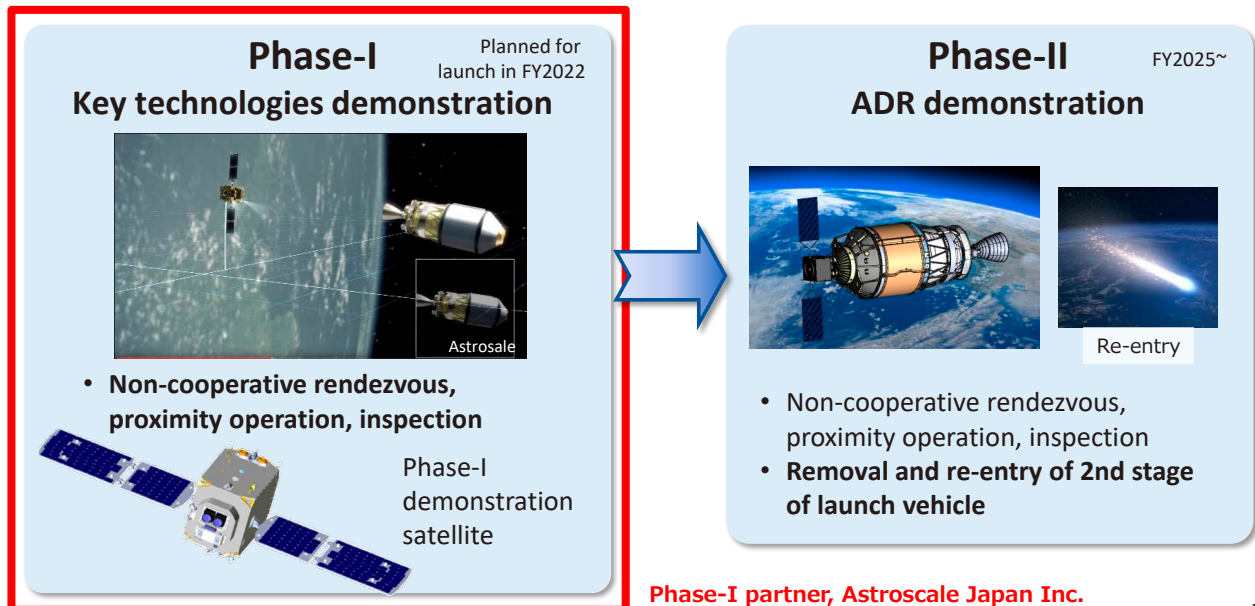 Phase-I
Planned for
launch in FY2022
Key technologies demonstration
Astrosale
• Non-cooperative rendezvous,
proximity operation, inspection
Phase-I
demonstration
satellite
Phase-II
FY2025~
ADR demonstration
Re-entry
• Non-cooperative rendezvous,
proximity operation, inspection
• Removal and re-entry of 2nd stage
of launch vehicle
Phase-I partner, Astroscale Japan Inc.